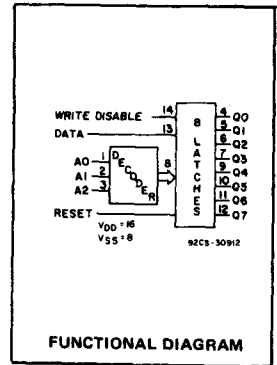 14 4 Q0
WRITE DISABLE 8 5 Q1
DATA 13 6 Q2
L 7 Q3
A0 1 DECODER 8 A 9 Q4
A1 2 T 10 Q5
A2 3 C 11 Q6
H 12 Q7
E
RESET S
VDD = 16
VSS = 8
92CS-30912
FUNCTIONAL DIAGRAM